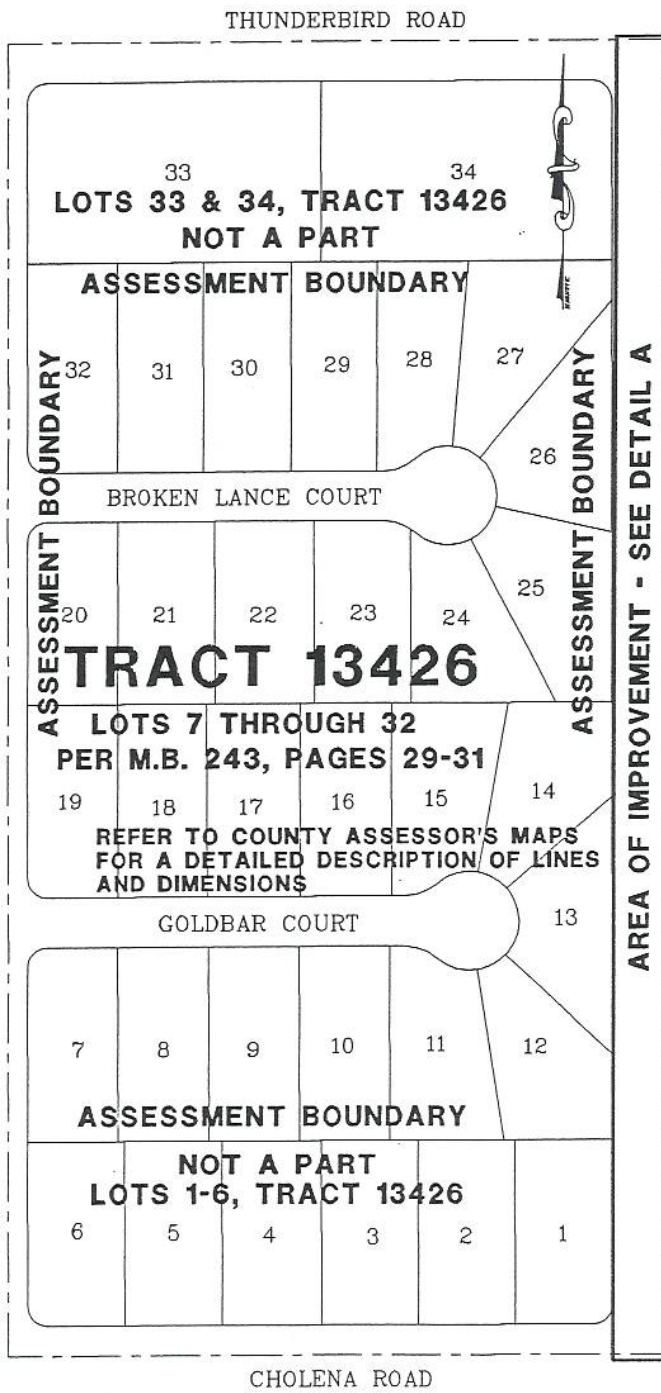 THUNDERBIRD ROAD
33
34
LOTS 33 & 34, TRACT 13426
NOT A PART
ASSESSMENT BOUNDARY
32
31
30
29
28
27
26
ASSESSMENT BOUNDARY
ASSESSMENT BOUNDARY
AREA OF IMPROVEMENT - SEE DETAIL A
BROKEN LANCE COURT
20
21
22
23
24
25
TRACT 13426
LOTS 7 THROUGH 32
PER M.B. 243, PAGES 29-31
19
18
17
16
15
14
13
REFER TO COUNTY ASSESSOR'S MAPS
FOR A DETAILED DESCRIPTION OF LINES
AND DIMENSIONS
GOLDBAR COURT
7
8
9
10
11
12
ASSESSMENT BOUNDARY
NOT A PART
LOTS 1-6, TRACT 13426
6
5
4
3
2
1
CHOLENA ROAD